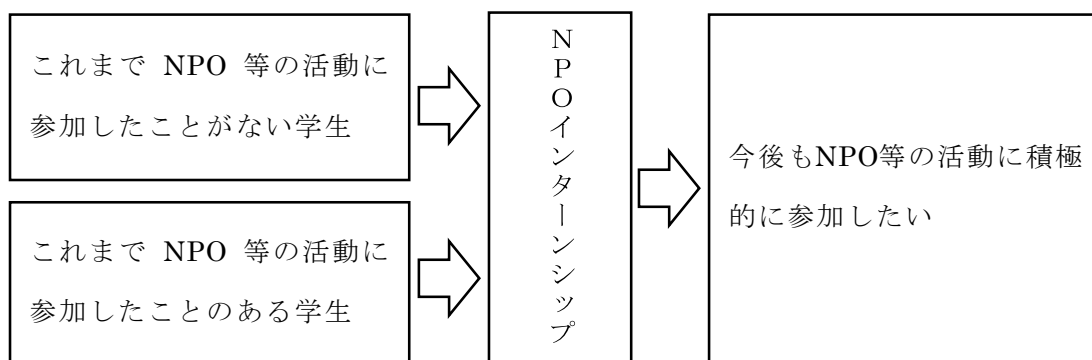 これまで NPO 等の活動に
参加したことがない学生
これまで NPO 等の活動に
参加したことのある学生
NPOインターンシップ
今後もNPO等の活動に積極
的に参加したい